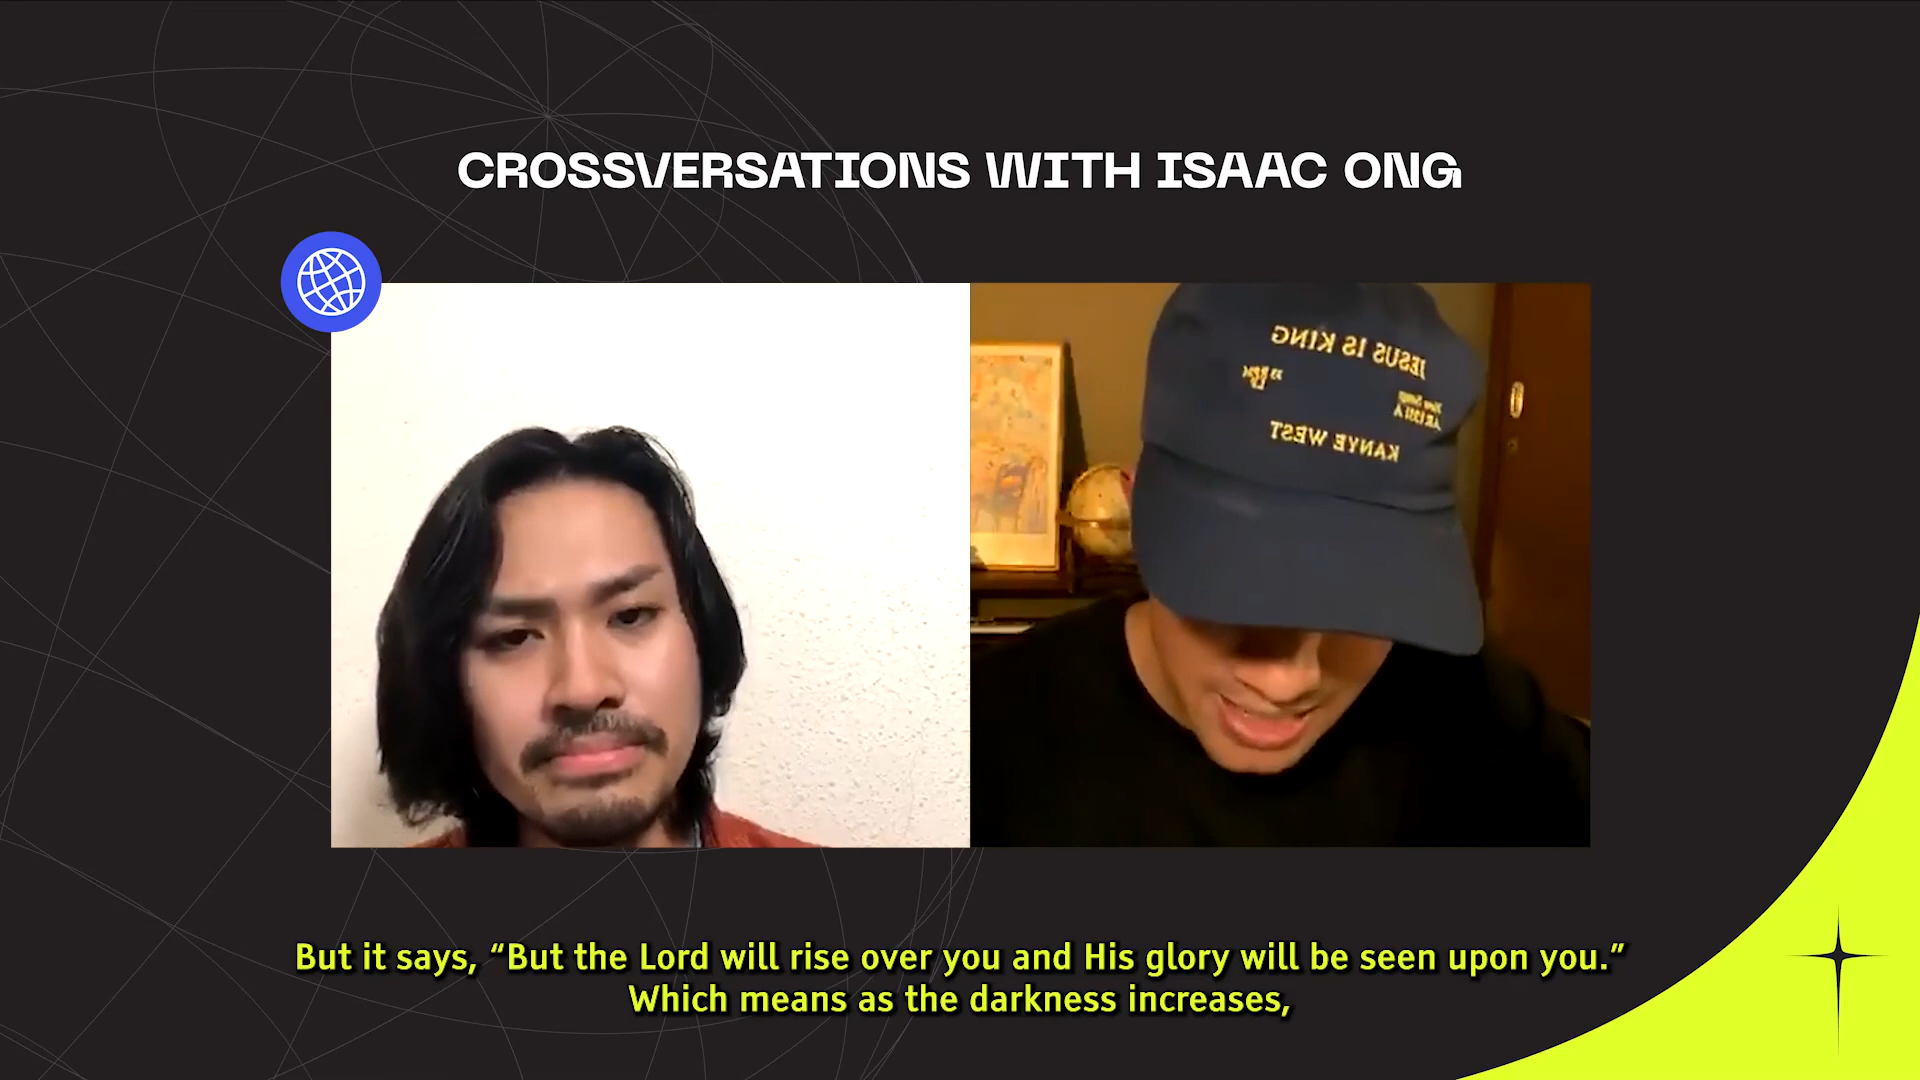 CROSSVERSATIONS WITH ISAAC ONG
JESUS IS KING
KANYE WEST
But it says, “But the Lord will rise over you and His glory will be seen upon you.”
Which means as the darkness increases,